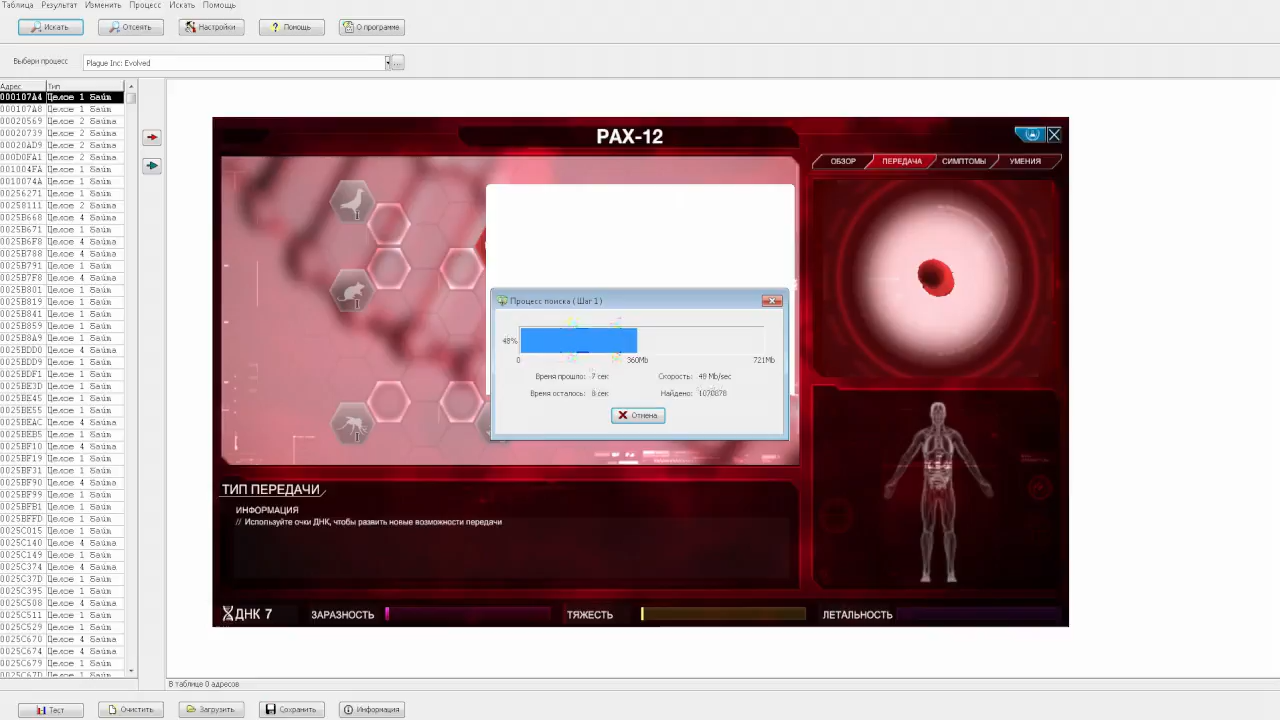 Таблица Результат Изменить Процесс Искать Помощь
Искать Отсеять Настройки Помощь О программе
Выбери процесс Plague Inc: Evolved ...
Адрес Тип
000107A4 Целое 1 Байт
000107A8 Целое 1 Байт
00020569 Целое 2 Байта
00020739 Целое 2 Байта
00020AD9 Целое 2 Байта
000D0FA1 Целое 2 Байта
001004FA Целое 1 Байт
0010074A Целое 1 Байт
00256271 Целое 1 Байт
00258111 Целое 2 Байта
0025B668 Целое 4 Байта
0025B671 Целое 1 Байт
0025B6F8 Целое 4 Байта
0025B788 Целое 4 Байта
0025B791 Целое 1 Байт
0025B7F8 Целое 4 Байта
0025B801 Целое 1 Байт
0025B819 Целое 1 Байт
0025B841 Целое 1 Байт
0025B859 Целое 1 Байт
0025B8A9 Целое 1 Байт
0025BDD0 Целое 4 Байта
0025BDD9 Целое 1 Байт
0025BDF1 Целое 1 Байт
0025BE3D Целое 1 Байт
0025BE45 Целое 1 Байт
0025BE55 Целое 1 Байт
0025BEAC Целое 4 Байта
0025BEB5 Целое 1 Байт
0025BF10 Целое 4 Байта
0025BF19 Целое 1 Байт
0025BF31 Целое 1 Байт
0025BF90 Целое 4 Байта
0025BF99 Целое 1 Байт
0025BFB1 Целое 1 Байт
0025BFFD Целое 1 Байт
0025C015 Целое 1 Байт
0025C140 Целое 4 Байта
0025C149 Целое 1 Байт
0025C374 Целое 4 Байта
0025C37D Целое 1 Байт
0025C395 Целое 1 Байт
0025C508 Целое 4 Байта
0025C511 Целое 1 Байт
0025C529 Целое 1 Байт
0025C670 Целое 4 Байта
0025C674 Целое 4 Байта
0025C679 Целое 1 Байт
0025C67D Целое 1 Байт
PAX-12
ОБЗОР ПЕРЕДАЧА СИМПТОМЫ УМЕНИЯ
I
I
I
Процесс поиска ( Шаг 1 )
48%
0 360Mb 721Mb
Время прошло: 7 сек Скорость: 48 Mb/sec
Время осталось: 8 сек Найдено: 1070878
Отмена
ТИП ПЕРЕДАЧИ
ИНФОРМАЦИЯ
// Используйте очки ДНК, чтобы развить новые возможности передачи
ДНК 7 ЗАРАЗНОСТЬ ТЯЖЕСТЬ ЛЕТАЛЬНОСТЬ
В таблице 0 адресов
Тест Очистить Загрузить Сохранить Информация